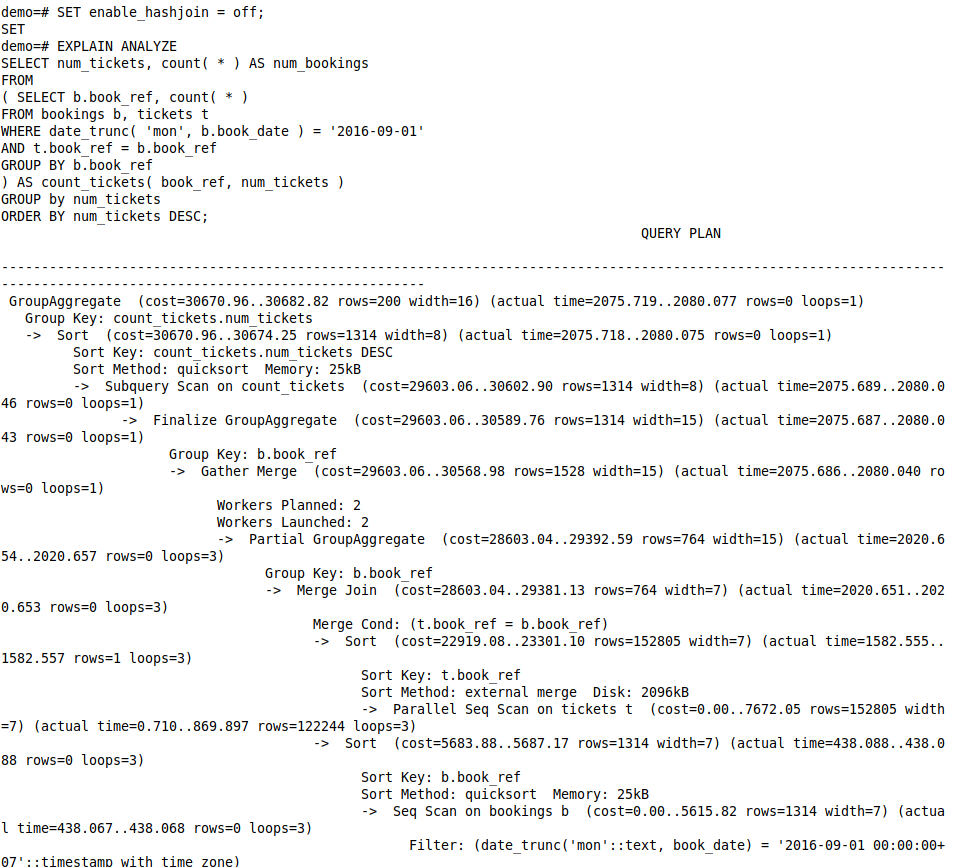 demo=# SET enable_hashjoin = off;
SET
demo=# EXPLAIN ANALYZE
SELECT num_tickets, count( * ) AS num_bookings
FROM
( SELECT b.book_ref, count( * )
FROM bookings b, tickets t
WHERE date_trunc( 'mon', b.book_date ) = '2016-09-01'
AND t.book_ref = b.book_ref
GROUP BY b.book_ref
) AS count_tickets( book_ref, num_tickets )
GROUP by num_tickets
ORDER BY num_tickets DESC;
QUERY PLAN
----------------------------------------------------------------------------------------------------------------------
-----------------------------------------------------
GroupAggregate  (cost=30670.96..30682.82 rows=200 width=16) (actual time=2075.719..2080.077 rows=0 loops=1)
Group Key: count_tickets.num_tickets
->  Sort  (cost=30670.96..30674.25 rows=1314 width=8) (actual time=2075.718..2080.075 rows=0 loops=1)
Sort Key: count_tickets.num_tickets DESC
Sort Method: quicksort  Memory: 25kB
->  Subquery Scan on count_tickets  (cost=29603.06..30602.90 rows=1314 width=8) (actual time=2075.689..2080.0
46 rows=0 loops=1)
->  Finalize GroupAggregate  (cost=29603.06..30589.76 rows=1314 width=15) (actual time=2075.687..2080.0
43 rows=0 loops=1)
Group Key: b.book_ref
->  Gather Merge  (cost=29603.06..30568.98 rows=1528 width=15) (actual time=2075.686..2080.040 ro
ws=0 loops=1)
Workers Planned: 2
Workers Launched: 2
->  Partial GroupAggregate  (cost=28603.04..29392.59 rows=764 width=15) (actual time=2020.6
54..2020.657 rows=0 loops=3)
Group Key: b.book_ref
->  Merge Join  (cost=28603.04..29381.13 rows=764 width=7) (actual time=2020.651..202
0.653 rows=0 loops=3)
Merge Cond: (t.book_ref = b.book_ref)
->  Sort  (cost=22919.08..23301.10 rows=152805 width=7) (actual time=1582.555..
1582.557 rows=1 loops=3)
Sort Key: t.book_ref
Sort Method: external merge  Disk: 2096kB
->  Parallel Seq Scan on tickets t  (cost=0.00..7672.05 rows=152805 width
=7) (actual time=0.710..869.897 rows=122244 loops=3)
->  Sort  (cost=5683.88..5687.17 rows=1314 width=7) (actual time=438.088..438.0
88 rows=0 loops=3)
Sort Key: b.book_ref
Sort Method: quicksort  Memory: 25kB
->  Seq Scan on bookings b  (cost=0.00..5615.82 rows=1314 width=7) (actua
l time=438.067..438.068 rows=0 loops=3)
Filter: (date_trunc('mon'::text, book_date) = '2016-09-01 00:00:00+
07'::timestamp with time zone)